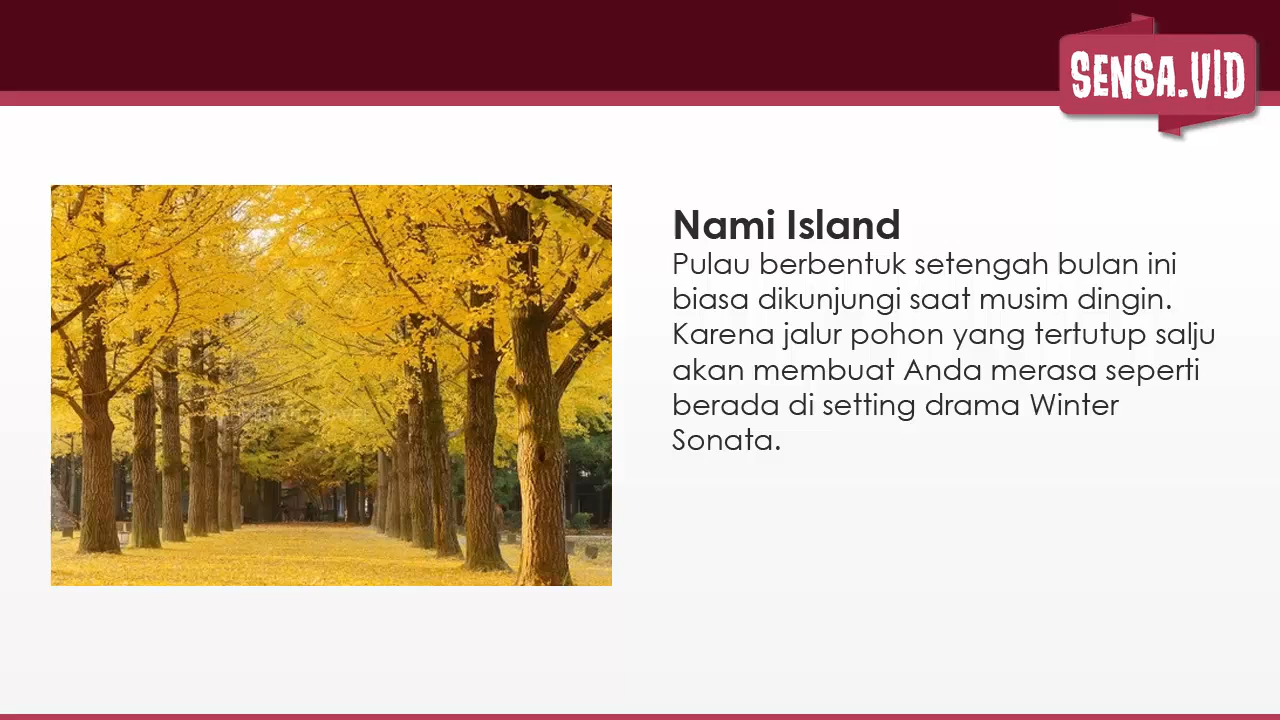 SENSA.VID
Nami Island
Pulau berbentuk setengah bulan ini
biasa dikunjungi saat musim dingin.
Karena jalur pohon yang tertutup salju
akan membuat Anda merasa seperti
berada di setting drama Winter
Sonata.